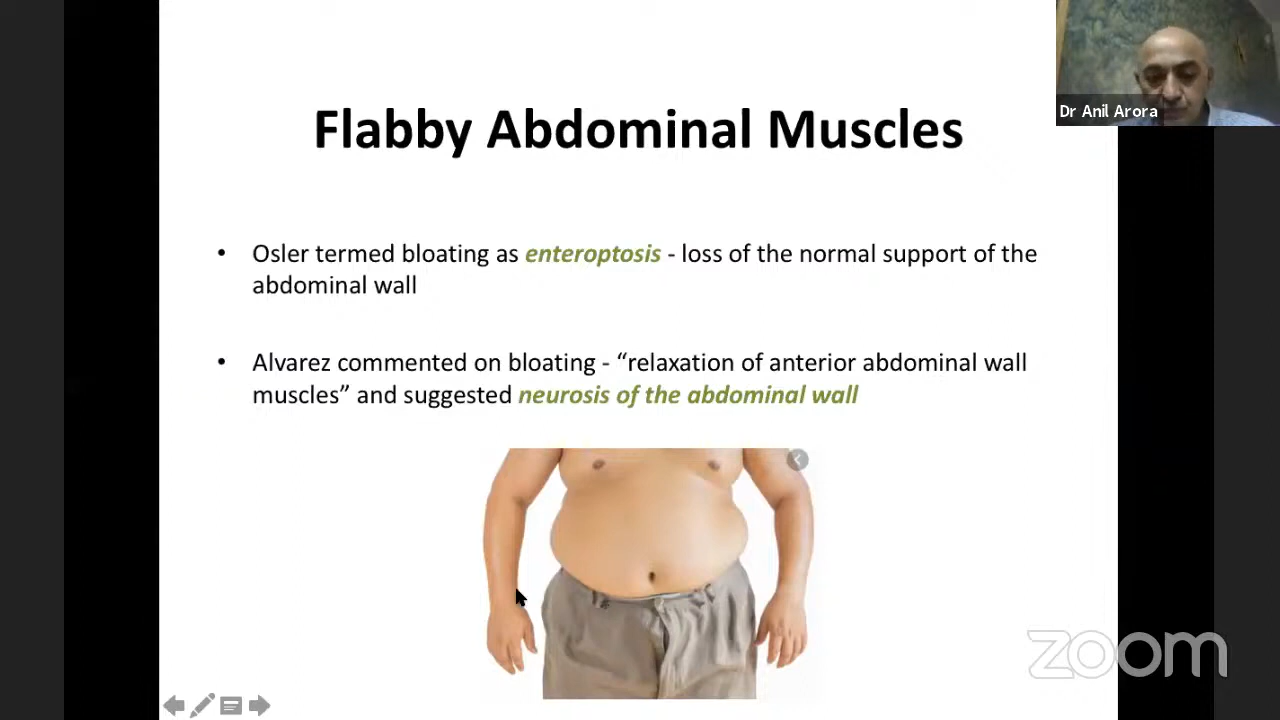 Dr Anil Arora
Flabby Abdominal Muscles
• Osler termed bloating as enteroptosis - loss of the normal support of the
abdominal wall
• Alvarez commented on bloating - “relaxation of anterior abdominal wall
muscles” and suggested neurosis of the abdominal wall
zoom